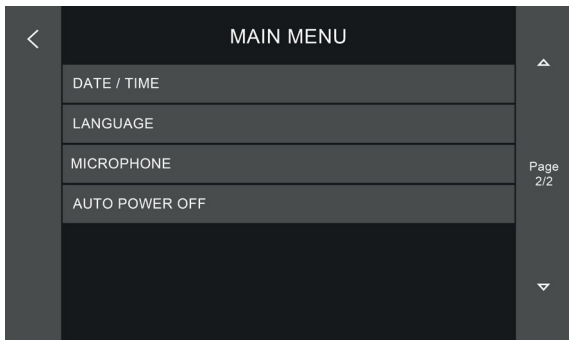 MAIN MENU
DATE / TIME
LANGUAGE
MICROPHONE
AUTO POWER OFF
Page
2/2